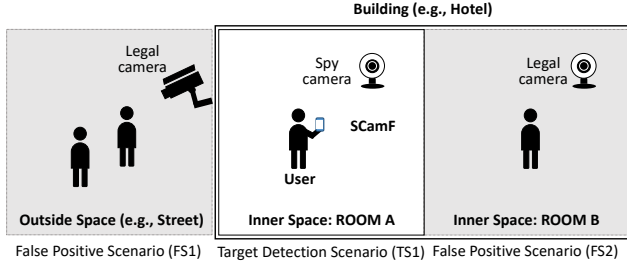 Building (e.g., Hotel)
Legal
camera
Spy
camera
Legal
camera
SCamF
User
Outside Space (e.g., Street)
Inner Space: ROOM A
Inner Space: ROOM B
False Positive Scenario (FS1)
Target Detection Scenario (TS1)
False Positive Scenario (FS2)